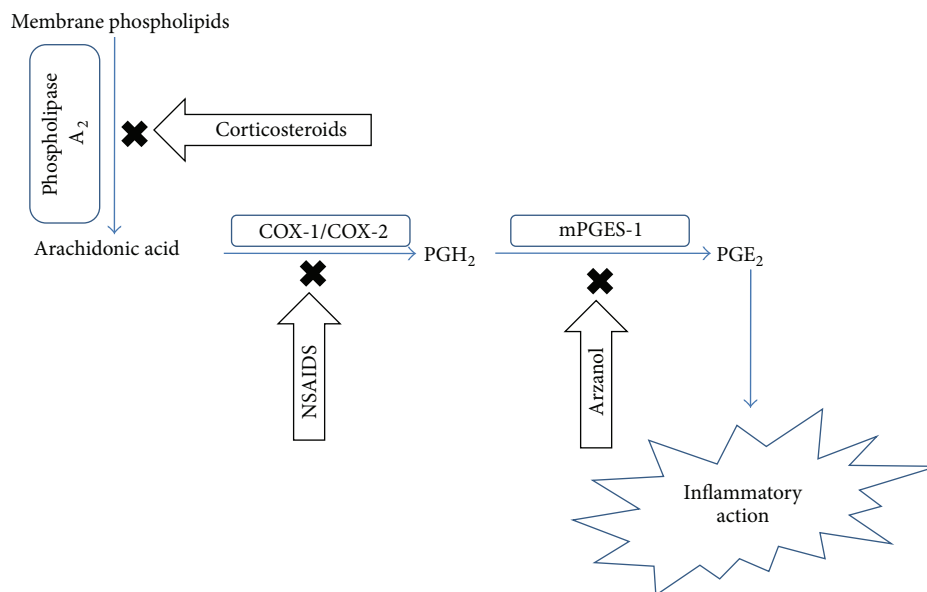 Membrane phospholipids
Phospholipase
A₂
Corticosteroids
Arachidonic acid
COX-1/COX-2
PGH₂
mPGES-1
PGE₂
NSAIDS
Arzanol
Inflammatory
action